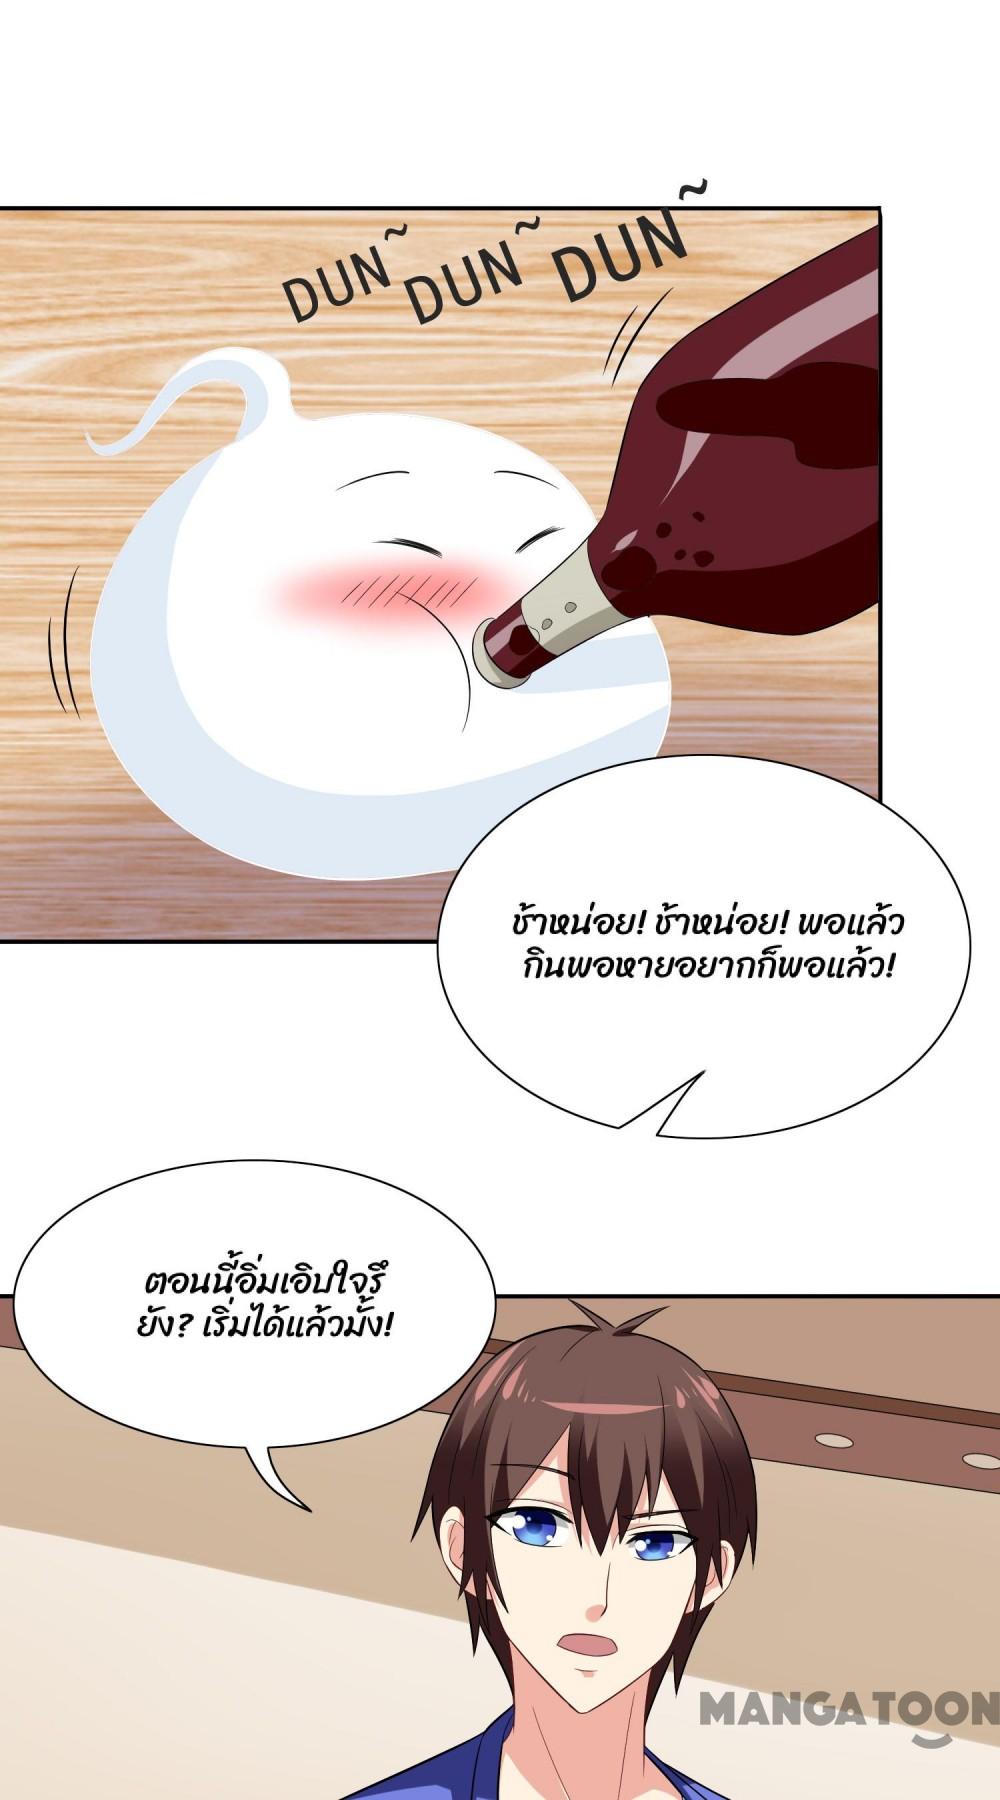 DUN~ DUN~ DUN~
ช้าหน่อย! ช้าหน่อย! พอแล้ว
กินพอหายอยากก็พอแล้ว!
ตอนนี้อิ่มเอิบใจรึ
ยัง? เริ่มได้แล้วมั้ง!
MANGATOON